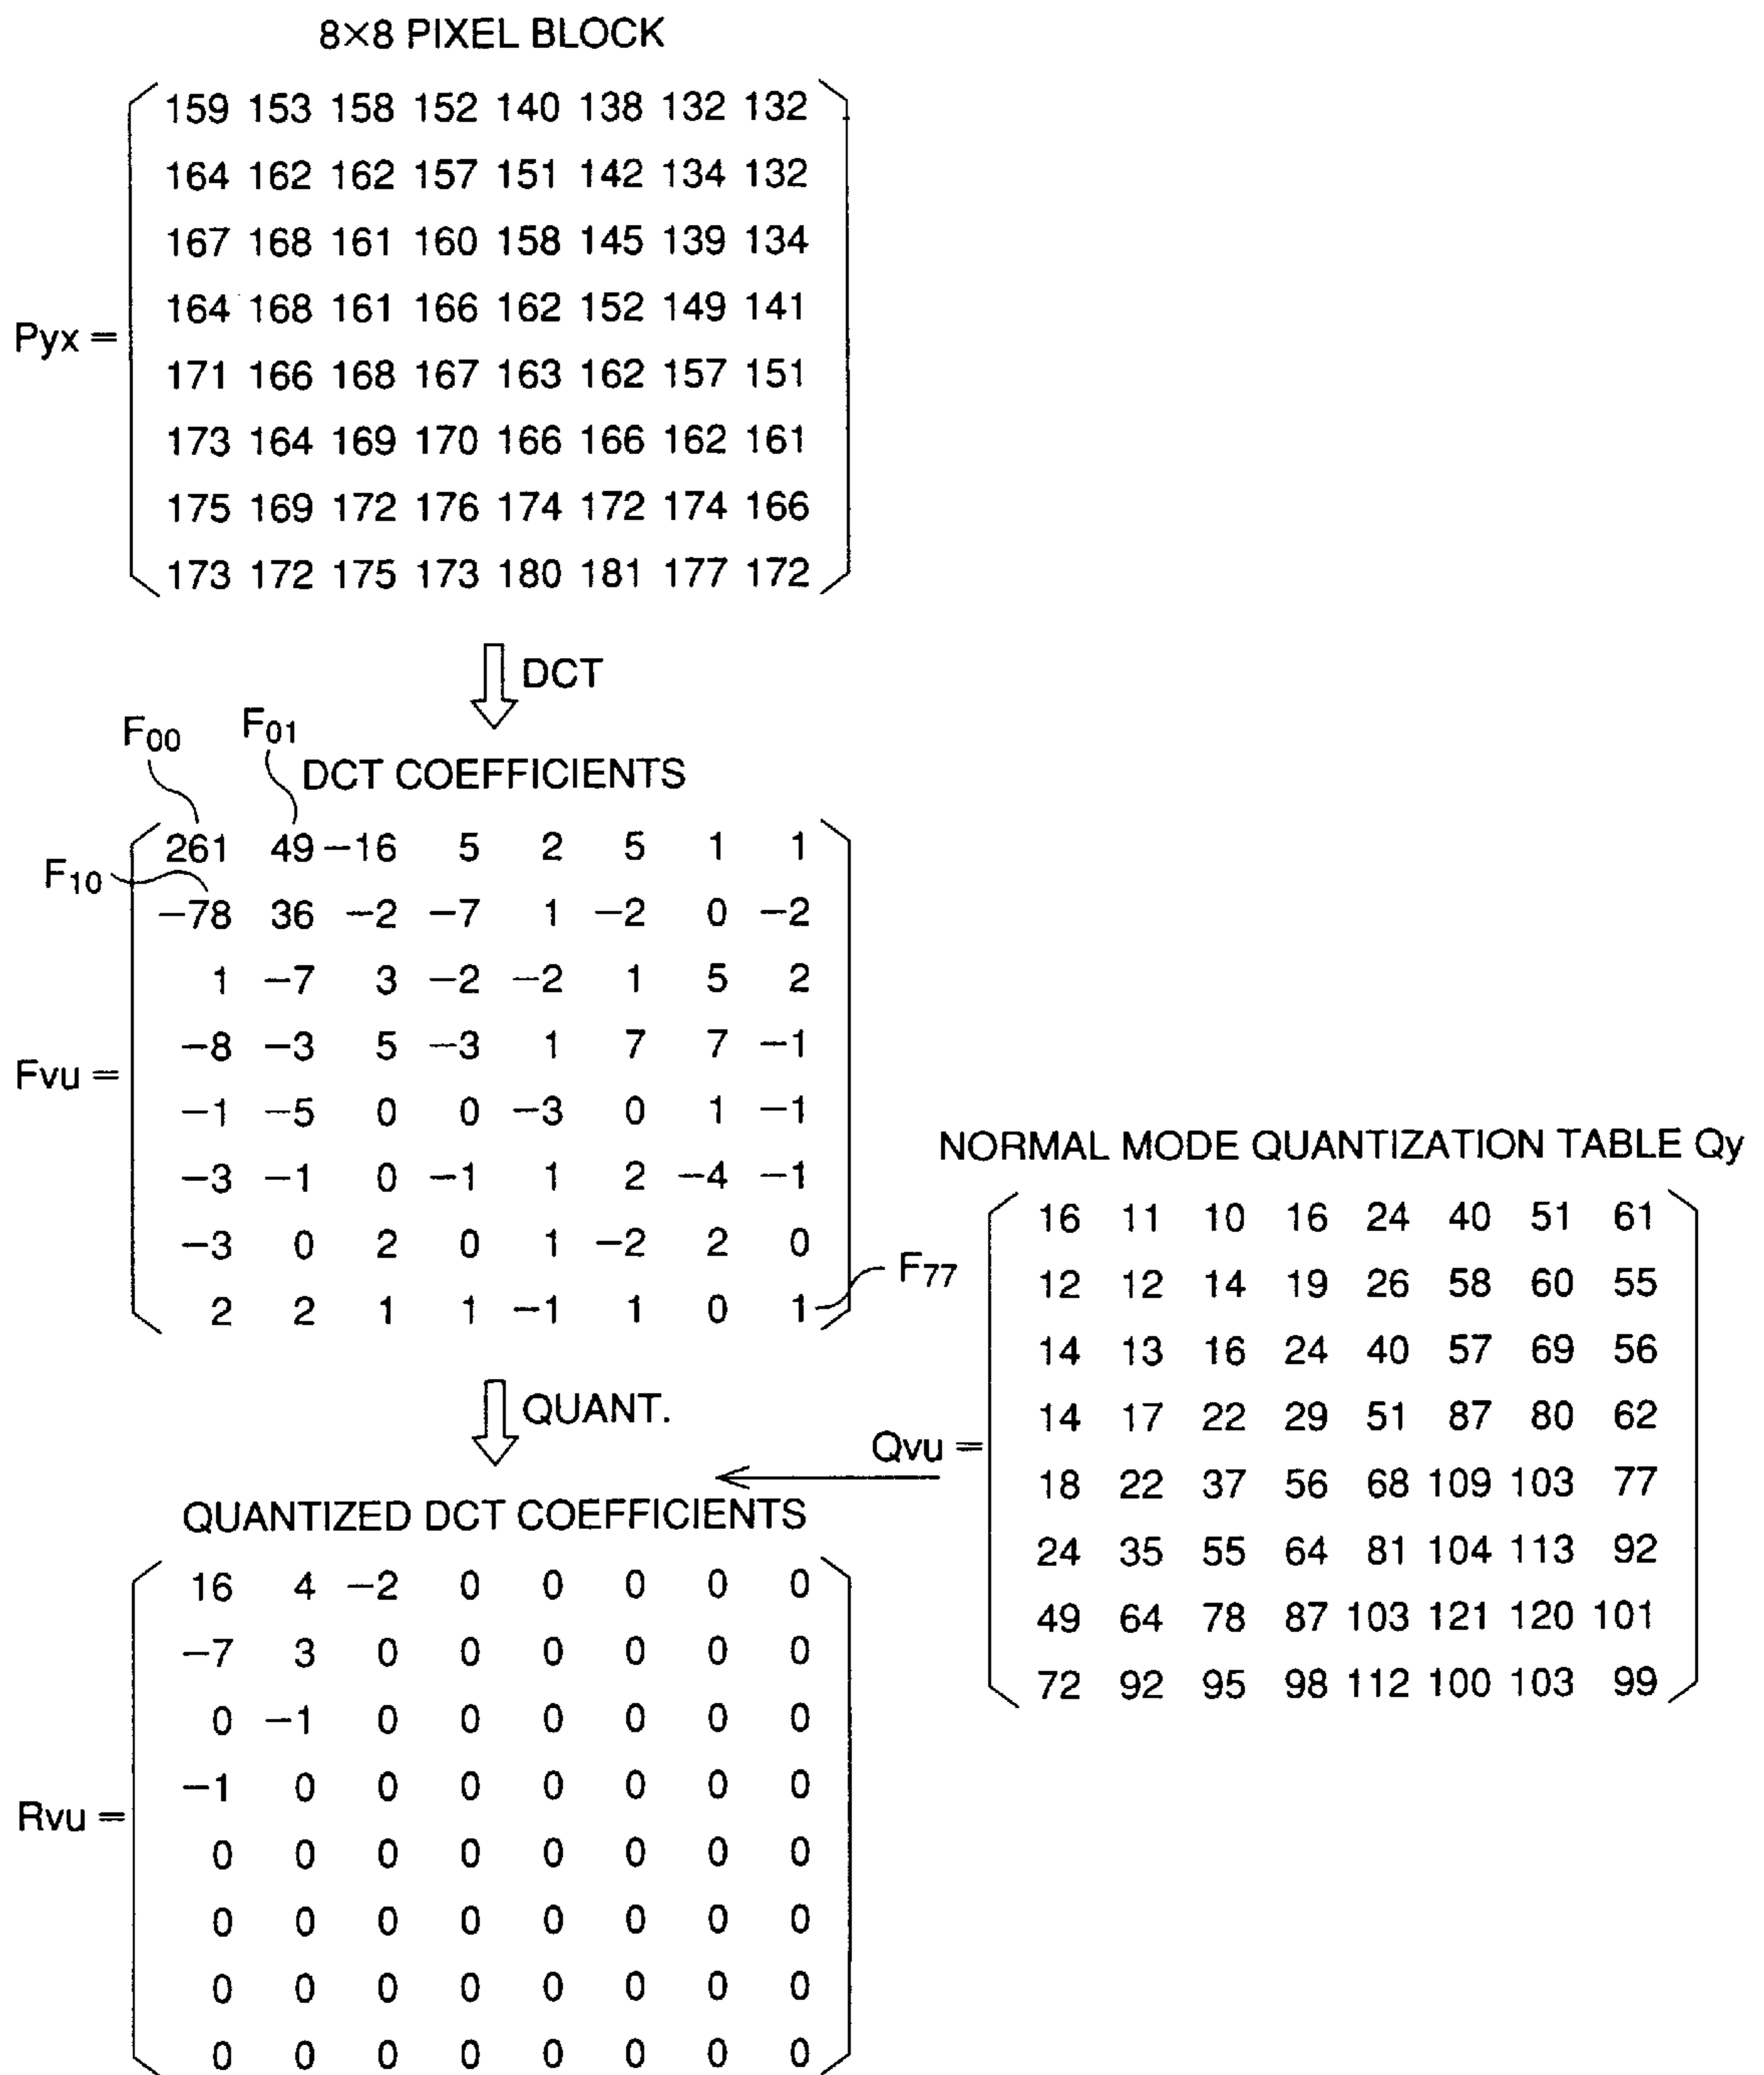 8×8 PIXEL BLOCK
159 153 158 152 140 138 132 132
164 162 162 157 151 142 134 132
167 168 161 160 158 145 139 134
164 168 161 166 162 152 149 141
Pyx =
171 166 168 167 163 162 157 151
173 164 169 170 166 166 162 161
175 169 172 176 174 172 174 166
173 172 175 173 180 181 177 172
DCT
F00
F01
DCT COEFFICIENTS
261 49 −16 5 2 5 1 1
F10
−78 36 −2 −7 1 −2 0 −2
1 −7 3 −2 −2 1 5 2
−8 −3 5 −3 1 7 7 −1
Fvu =
−1 −5 0 0 −3 0 1 −1
−3 −1 0 −1 1 2 −4 −1
−3 0 2 0 1 −2 2 0
F77
2 2 1 1 −1 1 0 1
QUANT.
NORMAL MODE QUANTIZATION TABLE Qy
16 11 10 16 24 40 51 61
12 12 14 19 26 58 60 55
14 13 16 24 40 57 69 56
14 17 22 29 51 87 80 62
Qvu =
18 22 37 56 68 109 103 77
24 35 55 64 81 104 113 92
49 64 78 87 103 121 120 101
72 92 95 98 112 100 103 99
QUANTIZED DCT COEFFICIENTS
16 4 −2 0 0 0 0 0
−7 3 0 0 0 0 0 0
0 −1 0 0 0 0 0 0
−1 0 0 0 0 0 0 0
Rvu =
0 0 0 0 0 0 0 0
0 0 0 0 0 0 0 0
0 0 0 0 0 0 0 0
0 0 0 0 0 0 0 0